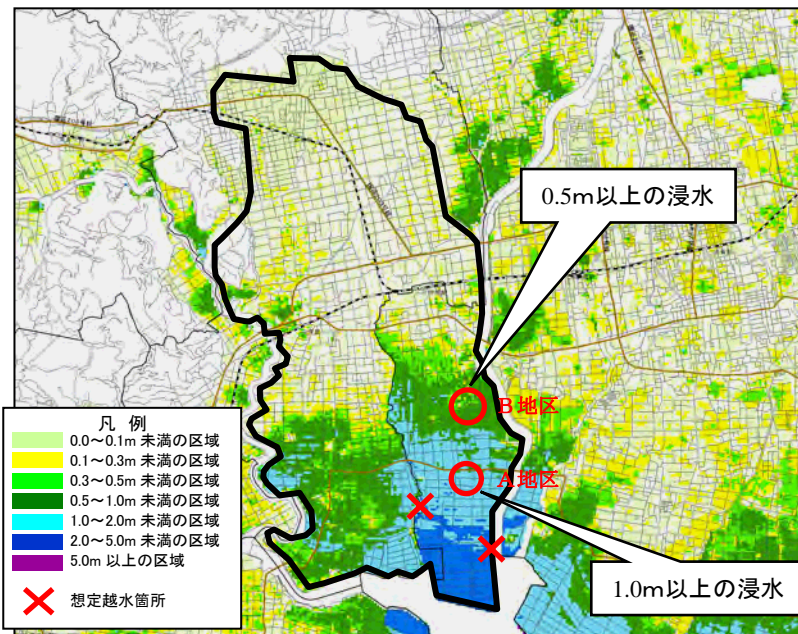 0.5m以上の浸水
B地区
A地区
1.0m以上の浸水
凡 例
0.0～0.1m 未満の区域
0.1～0.3m 未満の区域
0.3～0.5m 未満の区域
0.5～1.0m 未満の区域
1.0～2.0m 未満の区域
2.0～5.0m 未満の区域
5.0m 以上の区域
想定越水箇所